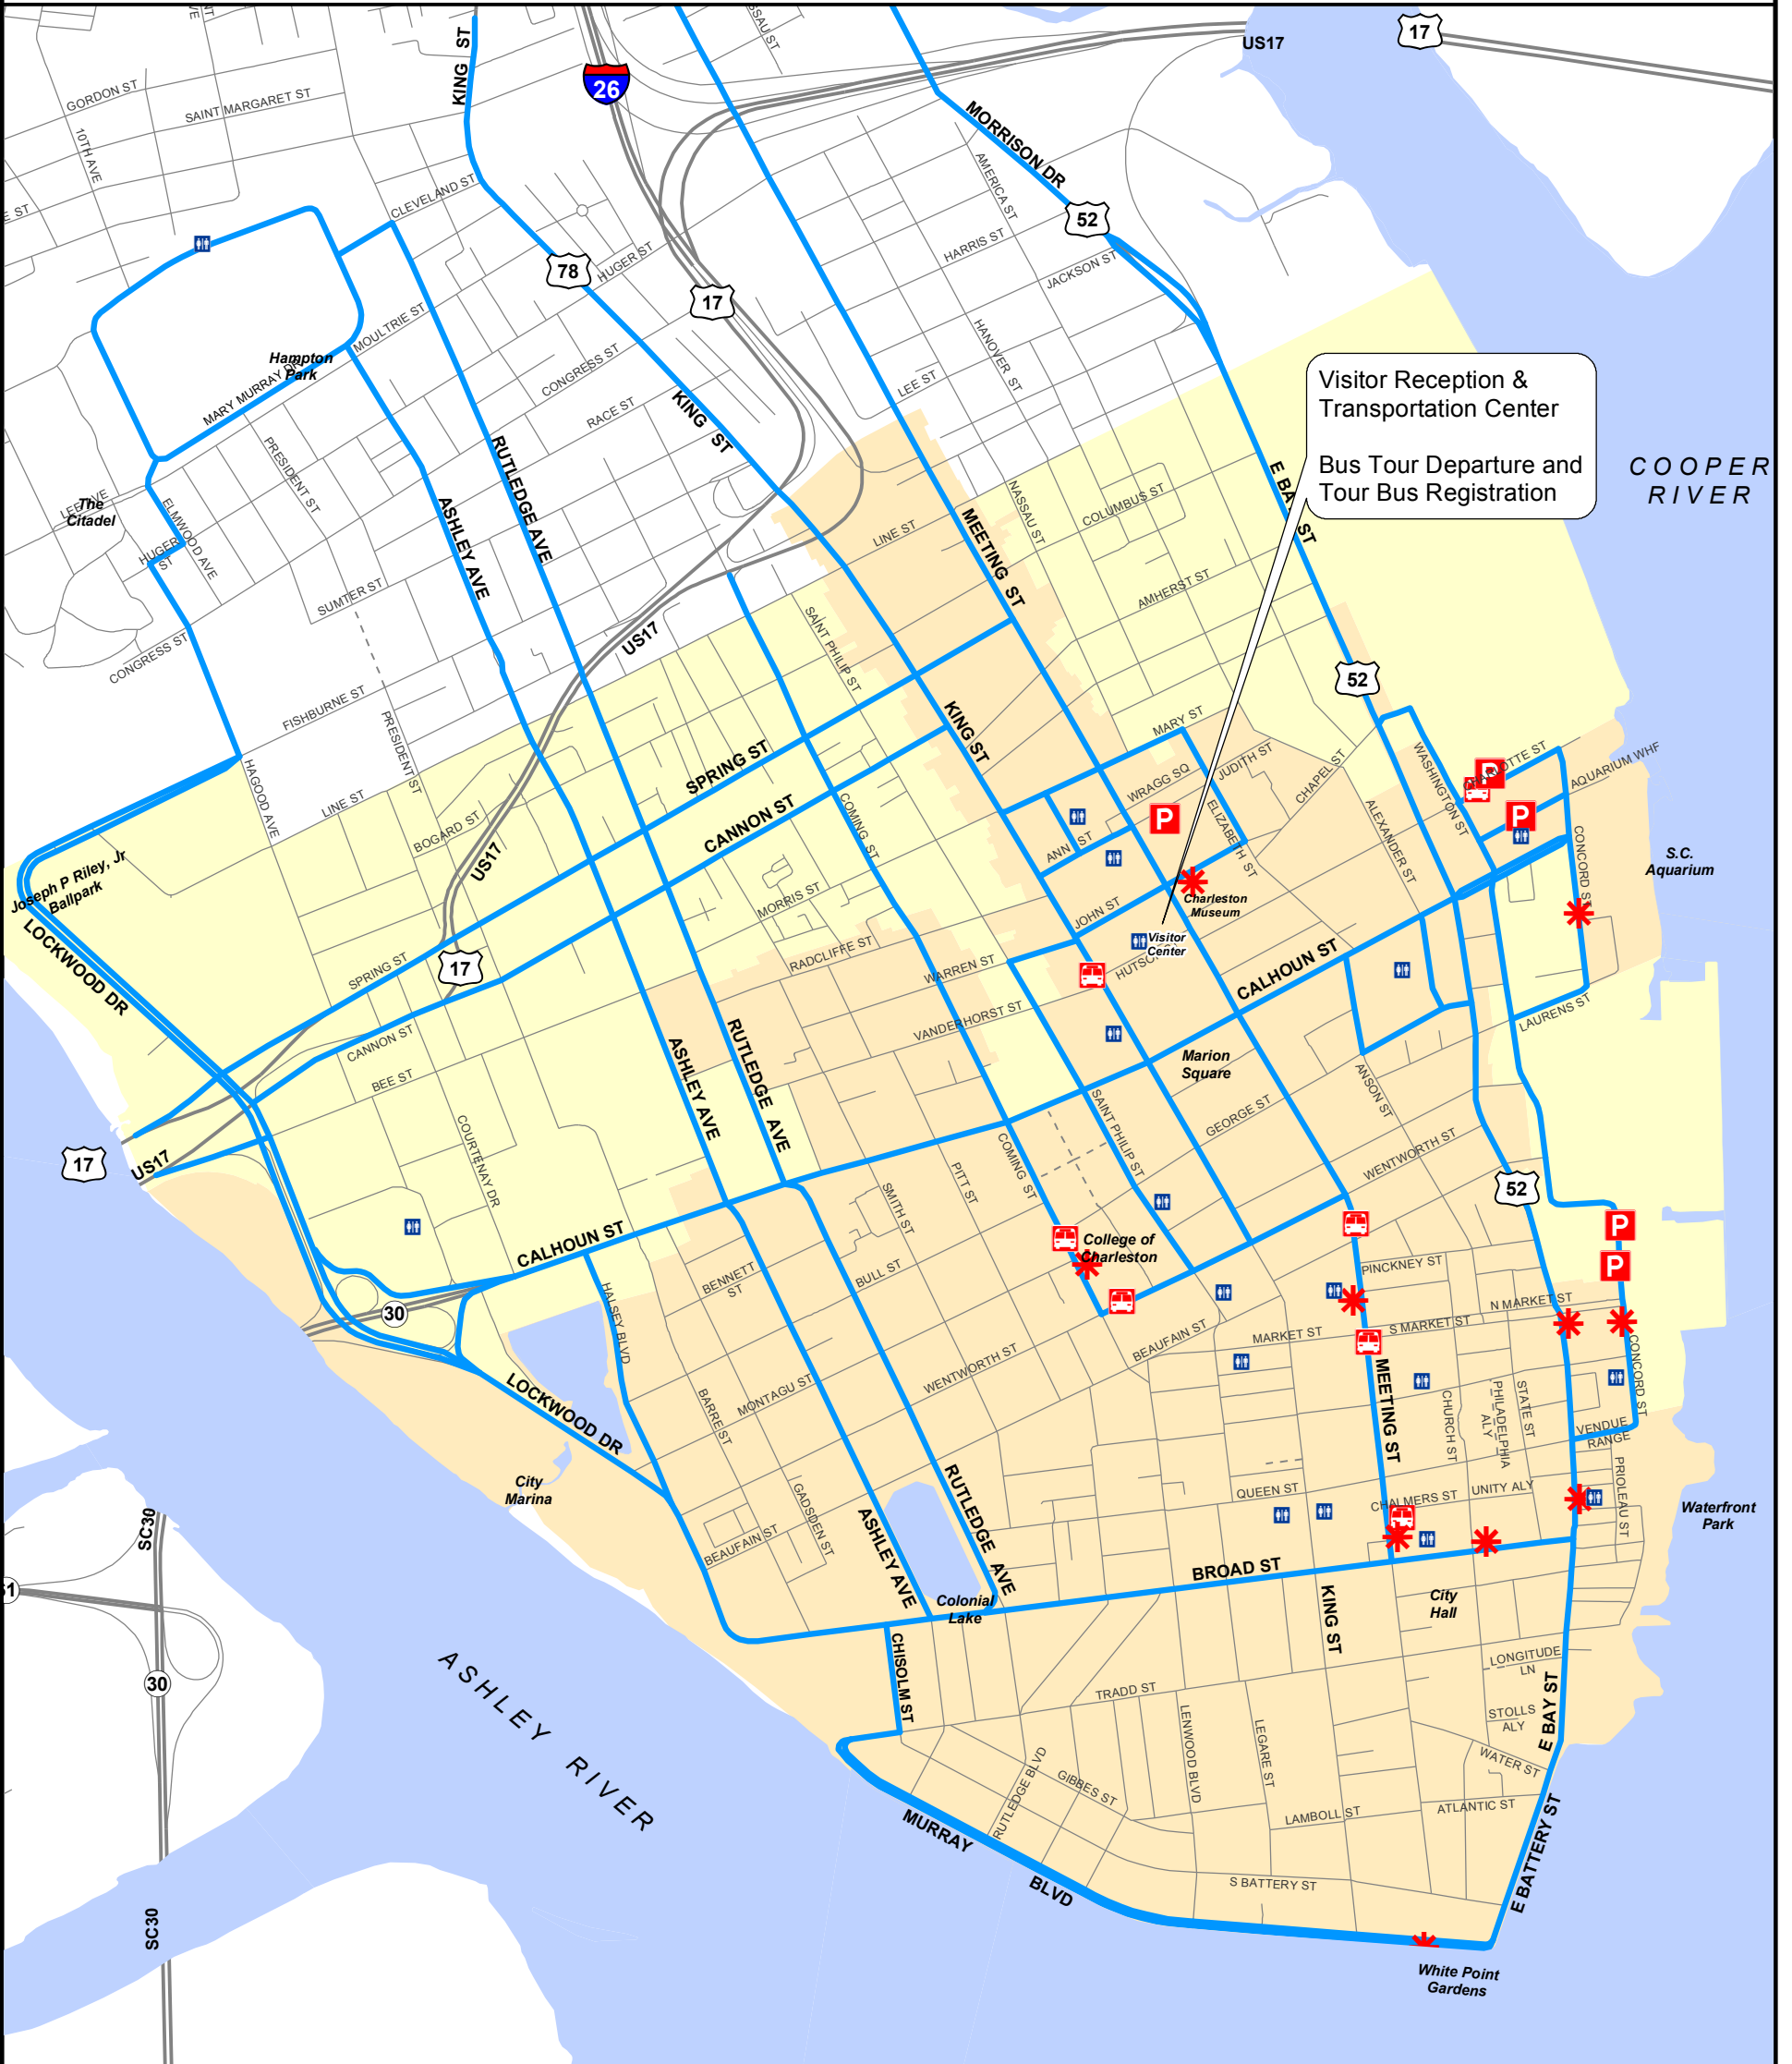 KING ST
26
US17
17
GORDON ST
SAINT MARGARET ST
10TH AVE
MORRISON DR
AMERICA ST
52
CLEVELAND ST
HARRIS ST
JACKSON ST
78
HUGER ST
17
MOULTRIE ST
Hampton
Park
MARY MURRAY DR
CONGRESS ST
HANOVER ST
LEE ST
RACE ST
KING ST
Visitor Reception &
Transportation Center
Bus Tour Departure and
Tour Bus Registration
COOPER
RIVER
PRESIDENT ST
RUTLEDGE AVE
ASHLEY AVE
The
Citadel
ELMWOOD AVE
HUGER
ST
E BAY ST
NASSAU ST
COLUMBUS ST
LINE ST
MEETING ST
AMHERST ST
SUMTER ST
CONGRESS ST
US17
SAINT PHILIP ST
FISHBURNE ST
PRESIDENT ST
52
KING ST
MARY ST
HAGOOD AVE
LINE ST
SPRING ST
CANNON ST
BOGARD ST
US17
WRAGG SQ
JUDITH ST
CHAPEL ST
WASHINGTON ST
CHARLOTTE ST
AQUARIUM WHF
P
P
P
COMING ST
ANN ST
ELIZABETH ST
ALEXANDER ST
CONCORD ST
S.C.
Aquarium
Joseph P Riley, Jr
Ballpark
LOCKWOOD DR
MORRIS ST
JOHN ST
Charleston
Museum
Visitor
Center
RADCLIFFE ST
WARREN ST
CALHOUN ST
SPRING ST
17
VANDERHORST ST
LAURENS ST
CANNON ST
BEE ST
ASHLEY AVE
RUTLEDGE AVE
Marion
Square
ANSON ST
SAINT PHILIP ST
GEORGE ST
WENTWORTH ST
COURTENAY DR
17
US17
COMING ST
PITT ST
SMITH ST
52
P
P
College of
Charleston
CALHOUN ST
BENNETT
ST
BULL ST
PINCKNEY ST
30
HALSEY BLVD
N MARKET ST
S MARKET ST
MARKET ST
BEAUFAIN ST
WENTWORTH ST
MONTAGU ST
BARRE ST
LOCKWOOD DR
MEETING ST
CHURCH ST
PHILADELPHIA
ALY
STATE ST
CONCORD ST
VENDUE
RANGE
City
Marina
GADSDEN ST
BEAUFAIN ST
ASHLEY AVE
RUTLEDGE AVE
QUEEN ST
CHALMERS ST
UNITY ALY
PRIOLEAU ST
Waterfront
Park
SC30
BROAD ST
Colonial
Lake
City
Hall
KING ST
CHISOLM ST
30
ASHLEY RIVER
TRADD ST
LONGITUDE
LN
STOLLS
ALY
E BAY ST
WATER ST
LENWOOD BLVD
LEGARE ST
RUTLEDGE BLVD
GIBBES ST
LAMBOLL ST
ATLANTIC ST
MURRAY
BLVD
S BATTERY ST
E BATTERY ST
SC30
White Point
Gardens